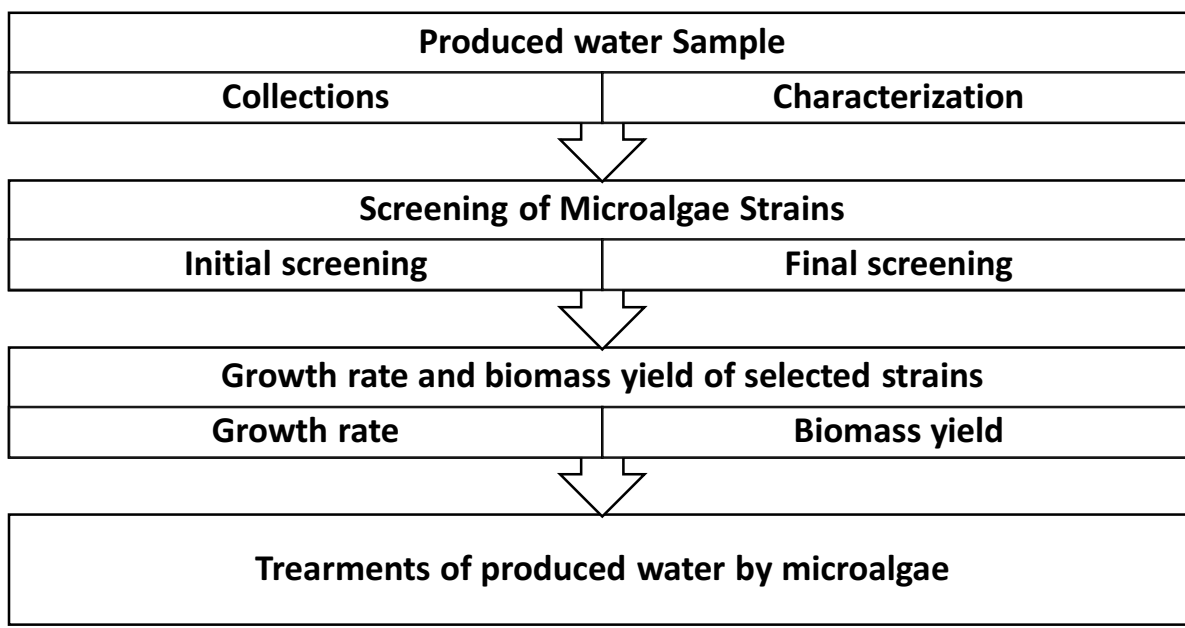 Produced water Sample
Collections
Characterization
Screening of Microalgae Strains
Initial screening
Final screening
Growth rate and biomass yield of selected strains
Growth rate
Biomass yield
Trearments of produced water by microalgae